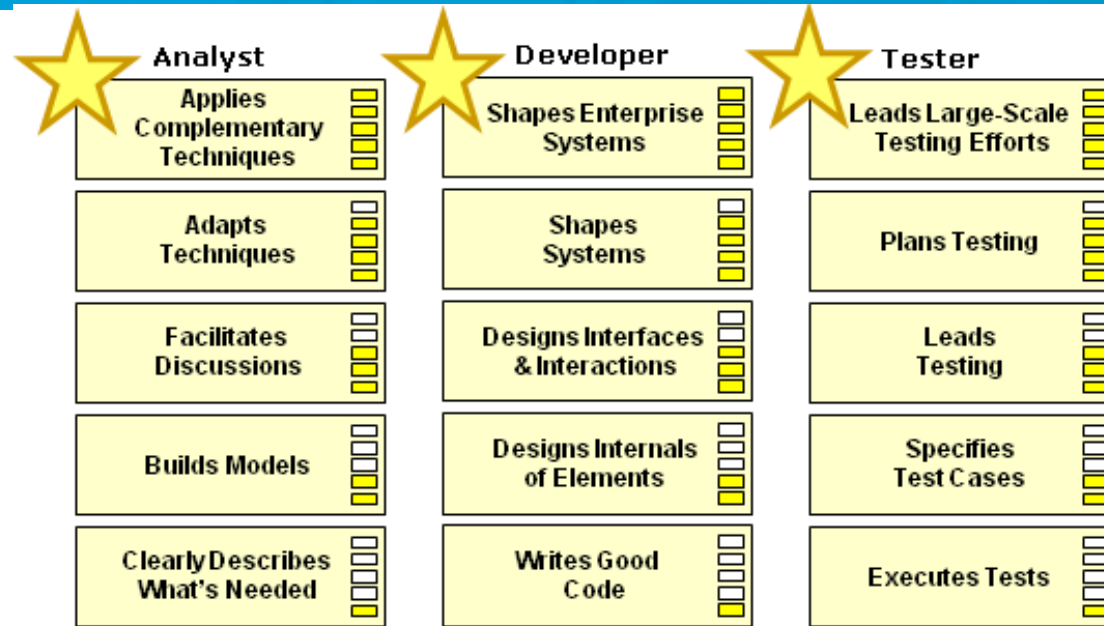 Analyst
Applies
Complementary
Techniques
Adapts
Techniques
Facilitates
Discussions
Builds Models
Clearly Describes
What's Needed
Developer
Shapes Enterprise
Systems
Shapes
Systems
Designs Interfaces
& Interactions
Designs Internals
of Elements
Writes Good
Code
Tester
Leads Large-Scale
Testing Efforts
Plans Testing
Leads
Testing
Specifies
Test Cases
Executes Tests